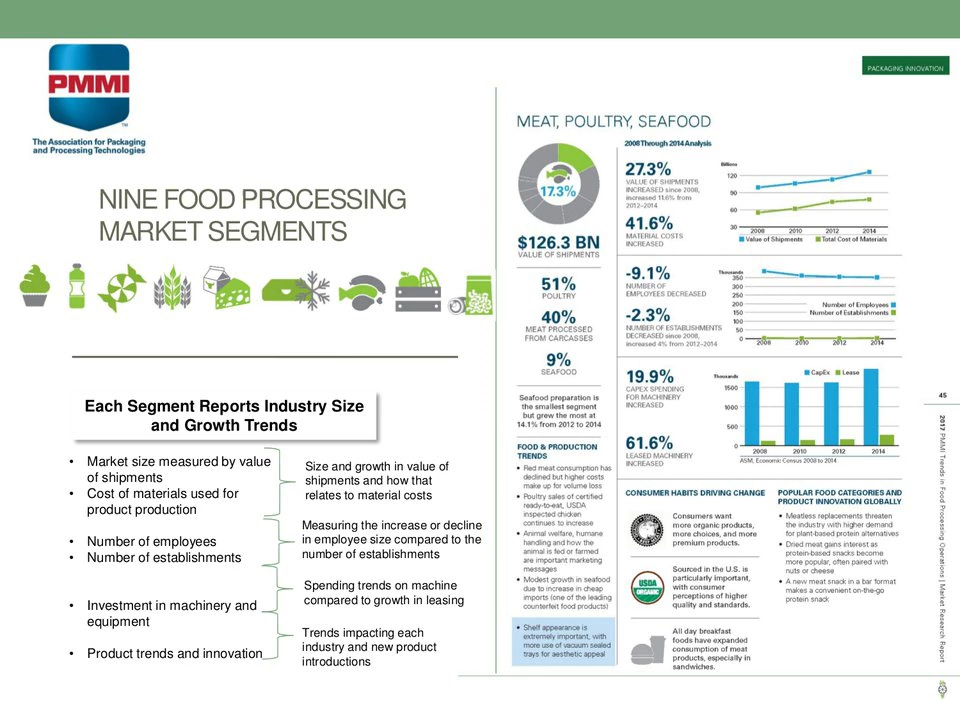 PMMI
TM
The Association for Packaging
and Processing Technologies
NINE FOOD PROCESSING
MARKET SEGMENTS
Each Segment Reports Industry Size
and Growth Trends
• Market size measured by value
of shipments
• Cost of materials used for
product production
• Number of employees
• Number of establishments
• Investment in machinery and
equipment
• Product trends and innovation
Size and growth in value of
shipments and how that
relates to material costs
Measuring the increase or decline
in employee size compared to the
number of establishments
Spending trends on machine
compared to growth in leasing
Trends impacting each
industry and new product
introductions
PACKAGING INNOVATION
MEAT, POULTRY, SEAFOOD
17.3%
$126.3 BN
VALUE OF SHIPMENTS
51%
POULTRY
40%
MEAT PROCESSED
FROM CARCASSES
9%
SEAFOOD
Seafood preparation is
the smallest segment
but grew the most at
14.1% from 2012 to 2014
FOOD & PRODUCTION
TRENDS
• Red meat consumption has
declined but higher costs
make up for volume loss
• Poultry sales of certified
ready-to-eat, USDA
inspected chicken
continues to increase
• Animal welfare, humane
handling and how the
animal is fed or farmed
are important marketing
messages
• Modest growth in seafood
due to increase in cheap
imports (one of the leading
counterfeit food products)
• Shelf appearance is
extremely important, with
more use of vacuum sealed
trays for aesthetic appeal
2008 Through 2014 Analysis
27.3%
VALUE OF SHIPMENTS
INCREASED since 2008,
increased 11.6% from
2012–2014
41.6%
MATERIAL COSTS
INCREASED
Billions
120
90
60
30
2008 2010 2012 2014
Value of Shipments Total Cost of Materials
-9.1%
NUMBER OF
EMPLOYEES DECREASED
-2.3%
NUMBER OF ESTABLISHMENTS
DECREASED since 2008,
increased 4% from 2012–2014
Thousands
350
300
250
200
150
100
50
0
Number of Employees
Number of Establishments
2008 2010 2012 2014
19.9%
CAPEX SPENDING
FOR MACHINERY
INCREASED
61.6%
LEASED MACHINERY
INCREASED
Thousands
CapEx Lease
1500
1000
500
0
2008 2010 2012 2014
ASM, Economic Census 2008 to 2014
CONSUMER HABITS DRIVING CHANGE
Consumers want
more organic products,
more choices, and more
premium products.
USDA
ORGANIC
Sourced in the U.S. is
particularly important,
with consumer
perceptions of higher
quality and standards.
All day breakfast
foods have expanded
consumption of meat
products, especially in
sandwiches.
POPULAR FOOD CATEGORIES AND
PRODUCT INNOVATION GLOBALLY
• Meatless replacements threaten
the industry with higher demand
for plant-based protein alternatives
• Dried meat gains interest as
protein-based snacks become
more popular, often paired with
nuts or cheese
• A new meat snack in a bar format
makes a convenient on-the-go
protein snack
45
2017 PMMI Trends in Food Processing Operations | Market Research Report